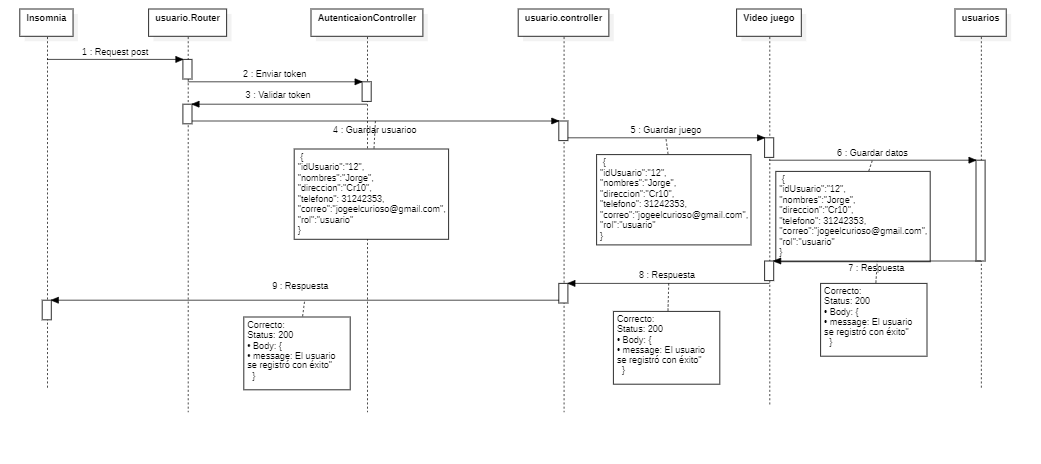 Insomnia
usuario.Router
AutenticaionController
usuario.controller
Video juego
usuarios
1 : Request post
2 : Enviar token
3 : Validar token
4 : Guardar usuarioo
5 : Guardar juego
6 : Guardar datos
{
"idUsuario":"12",
"nombres":"Jorge",
"direccion":"Cr10",
"telefono": 31242353,
"correo":"jogeelcurioso@gmail.com",
"rol":"usuario"
}
{
"idUsuario":"12",
"nombres":"Jorge",
"direccion":"Cr10",
"telefono": 31242353,
"correo":"jogeelcurioso@gmail.com",
"rol":"usuario"
}
{
"idUsuario":"12",
"nombres":"Jorge",
"direccion":"Cr10",
"telefono": 31242353,
"correo":"jogeelcurioso@gmail.com",
"rol":"usuario"
}
7 : Respuesta
8 : Respuesta
9 : Respuesta
Correcto:
Status: 200
• Body: {
• message: El usuario
se registró con éxito"
}
Correcto:
Status: 200
• Body: {
• message: El usuario
se registró con éxito"
}
Correcto:
Status: 200
• Body: {
• message: El usuario
se registró con éxito"
}